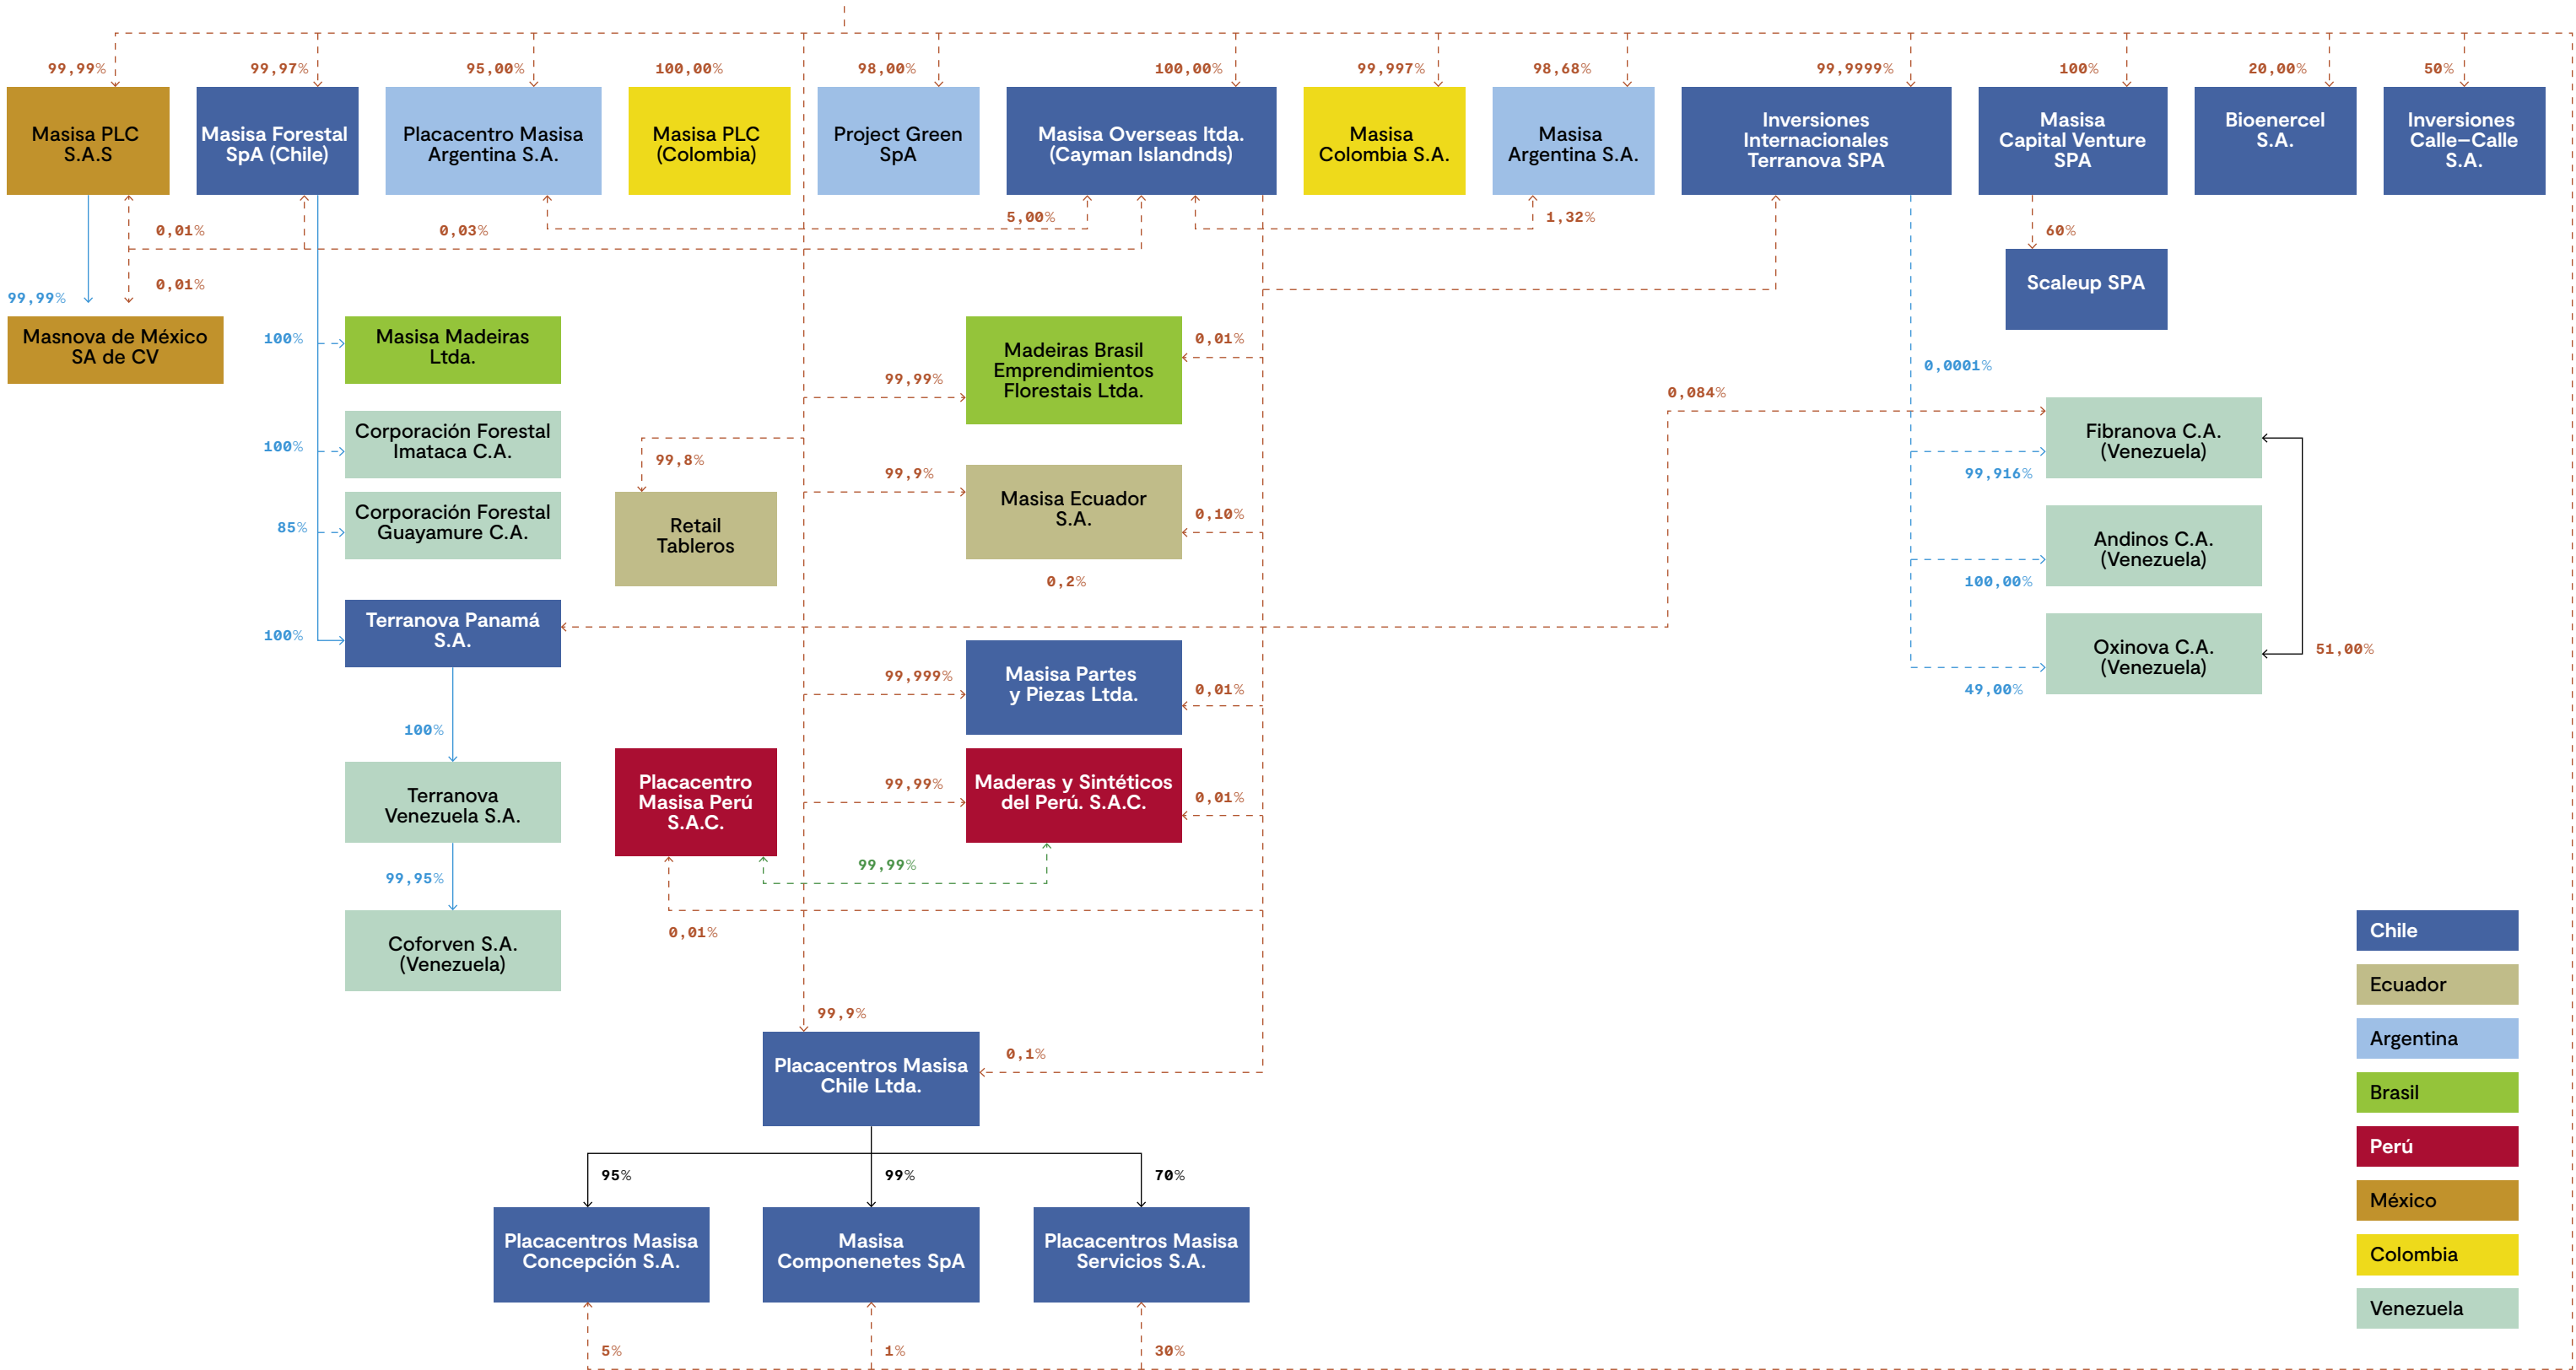 99,99%
99,97%
95,00%
100,00%
98,00%
100,00%
99,997%
98,68%
99,9999%
100%
20,00%
50%
Masisa PLC
S.A.S
Masisa Forestal
SpA (Chile)
Placacentro Masisa
Argentina S.A.
Masisa PLC
(Colombia)
Project Green
SpA
Masisa Overseas ltda.
(Cayman Islandnds)
Masisa
Colombia S.A.
Masisa
Argentina S.A.
Inversiones
Internacionales
Terranova SPA
Masisa
Capital Venture
SPA
Bioenercel
S.A.
Inversiones
Calle–Calle
S.A.
0,01%
0,03%
5,00%
1,32%
60%
0,01%
99,99%
Scaleup SPA
Masnova de México
SA de CV
100%
Masisa Madeiras
Ltda.
Madeiras Brasil
Emprendimientos
Florestais Ltda.
0,01%
99,99%
0,0001%
0,084%
100%
Corporación Forestal
Imataca C.A.
99,8%
99,9%
Fibranova C.A.
(Venezuela)
99,916%
85%
Corporación Forestal
Guayamure C.A.
Retail
Tableros
Masisa Ecuador
S.A.
0,10%
0,2%
Andinos C.A.
(Venezuela)
100,00%
100%
Terranova Panamá
S.A.
Oxinova C.A.
(Venezuela)
51,00%
49,00%
99,999%
Masisa Partes
y Piezas Ltda.
0,01%
100%
Terranova
Venezuela S.A.
Placacentro
Masisa Perú
S.A.C.
99,99%
Maderas y Sintéticos
del Perú. S.A.C.
0,01%
99,99%
99,95%
0,01%
Coforven S.A.
(Venezuela)
99,9%
0,1%
Placacentros Masisa
Chile Ltda.
95%
99%
70%
Placacentros Masisa
Concepción S.A.
Masisa
Componenetes SpA
Placacentros Masisa
Servicios S.A.
5%
1%
30%
Chile
Ecuador
Argentina
Brasil
Perú
México
Colombia
Venezuela